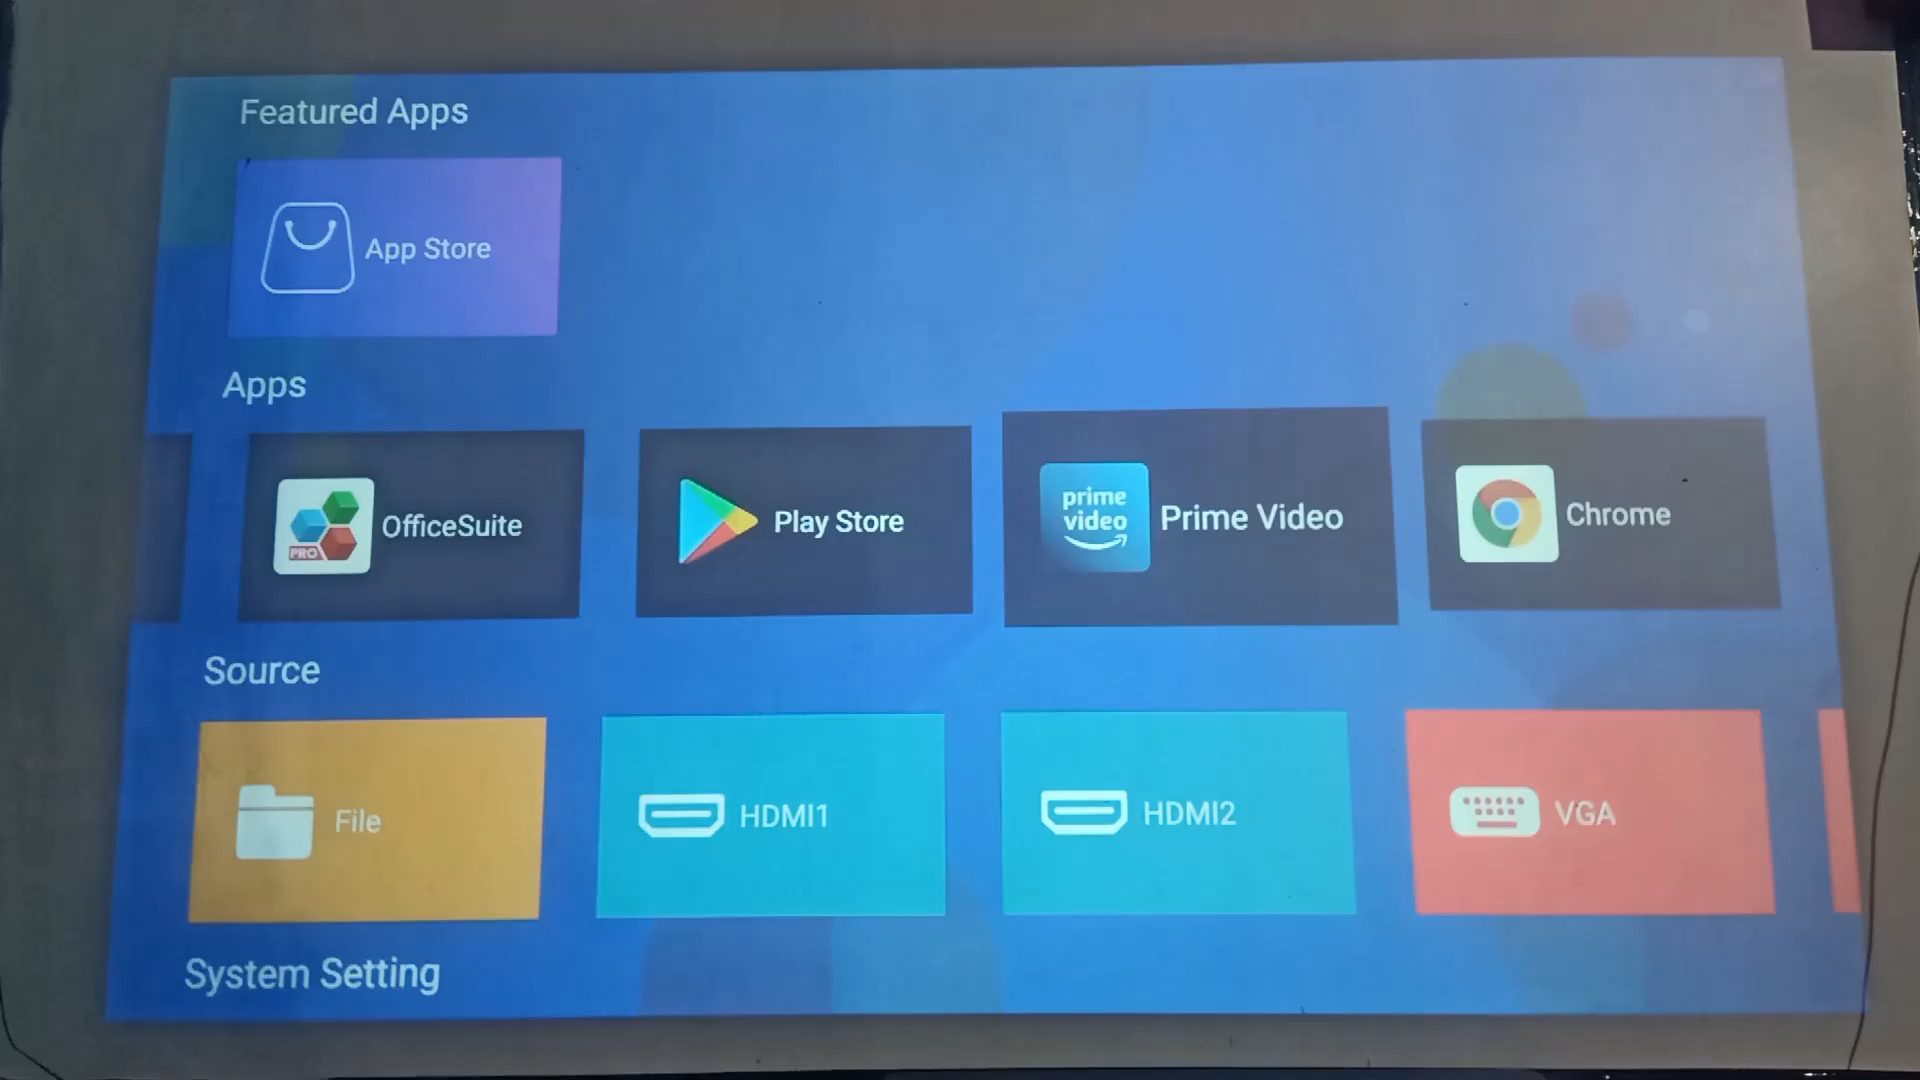 Featured Apps
App Store
Apps
PRO
OfficeSuite
Play Store
prime
video
Prime Video
Chrome
Source
File
HDMI1
HDMI2
VGA
System Setting